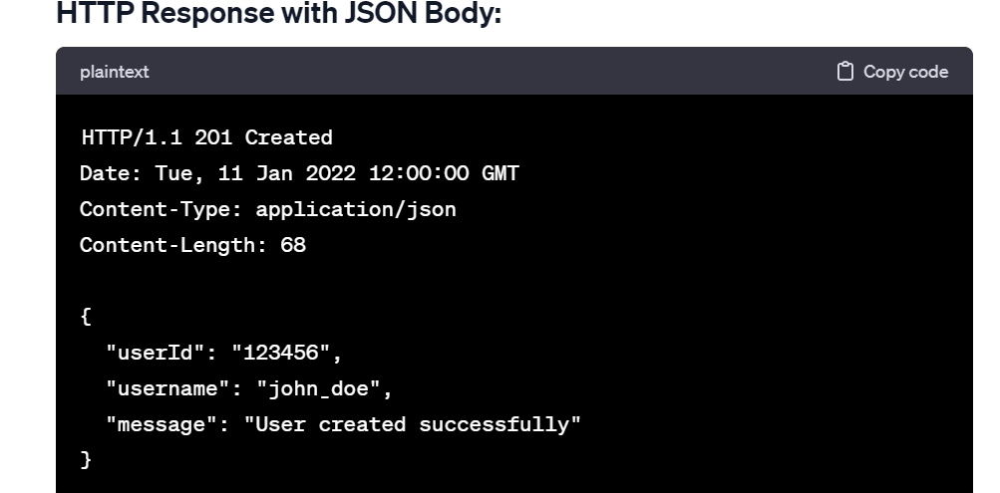 HTTP Response with JSON Body:
plaintext
Copy code
HTTP/1.1 201 Created
Date: Tue, 11 Jan 2022 12:00:00 GMT
Content-Type: application/json
Content-Length: 68
{
"userId": "123456",
"username": "john_doe",
"message": "User created successfully"
}